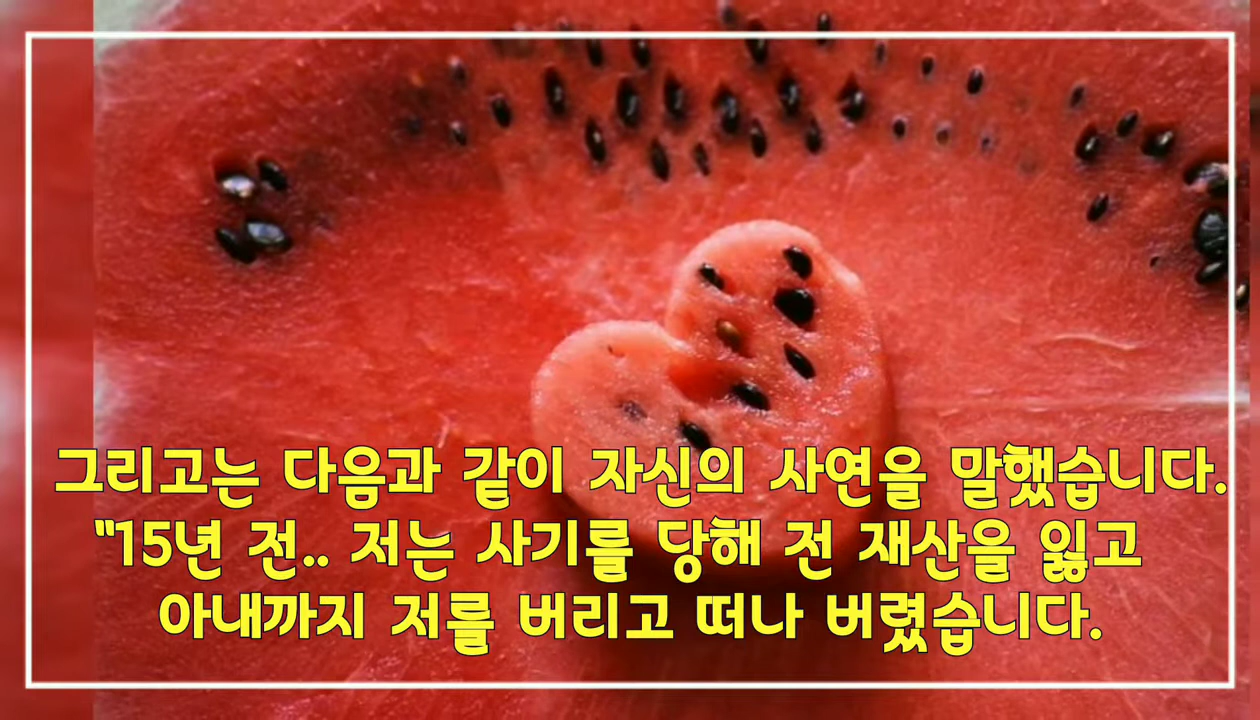 그리고는 다음과 같이 자신의 사연을 말했습니다.
"15년 전.. 저는 사기를 당해 전 재산을 잃고
아내까지 저를 버리고 떠나 버렸습니다.